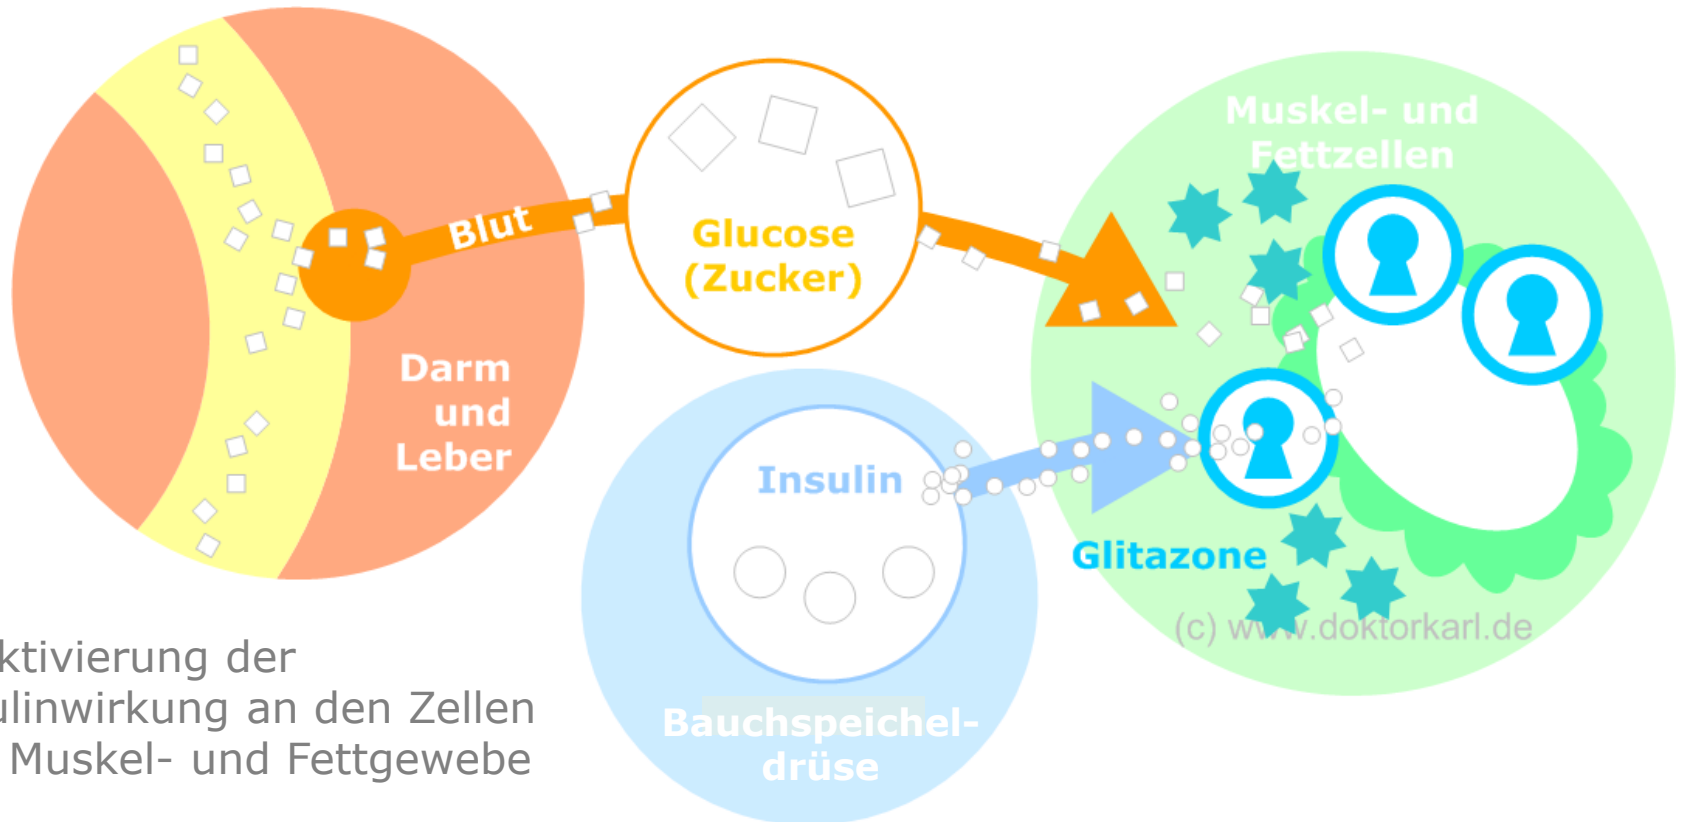 Muskel- und
Fettzellen
Blut
Glucose
(Zucker)
Darm
und
Leber
Insulin
Glitazone
(c) www.doktorkarl.de
ktivierung der
ulinwirkung an den Zellen
Muskel- und Fettgewebe
Bauchspeichel-
drüse